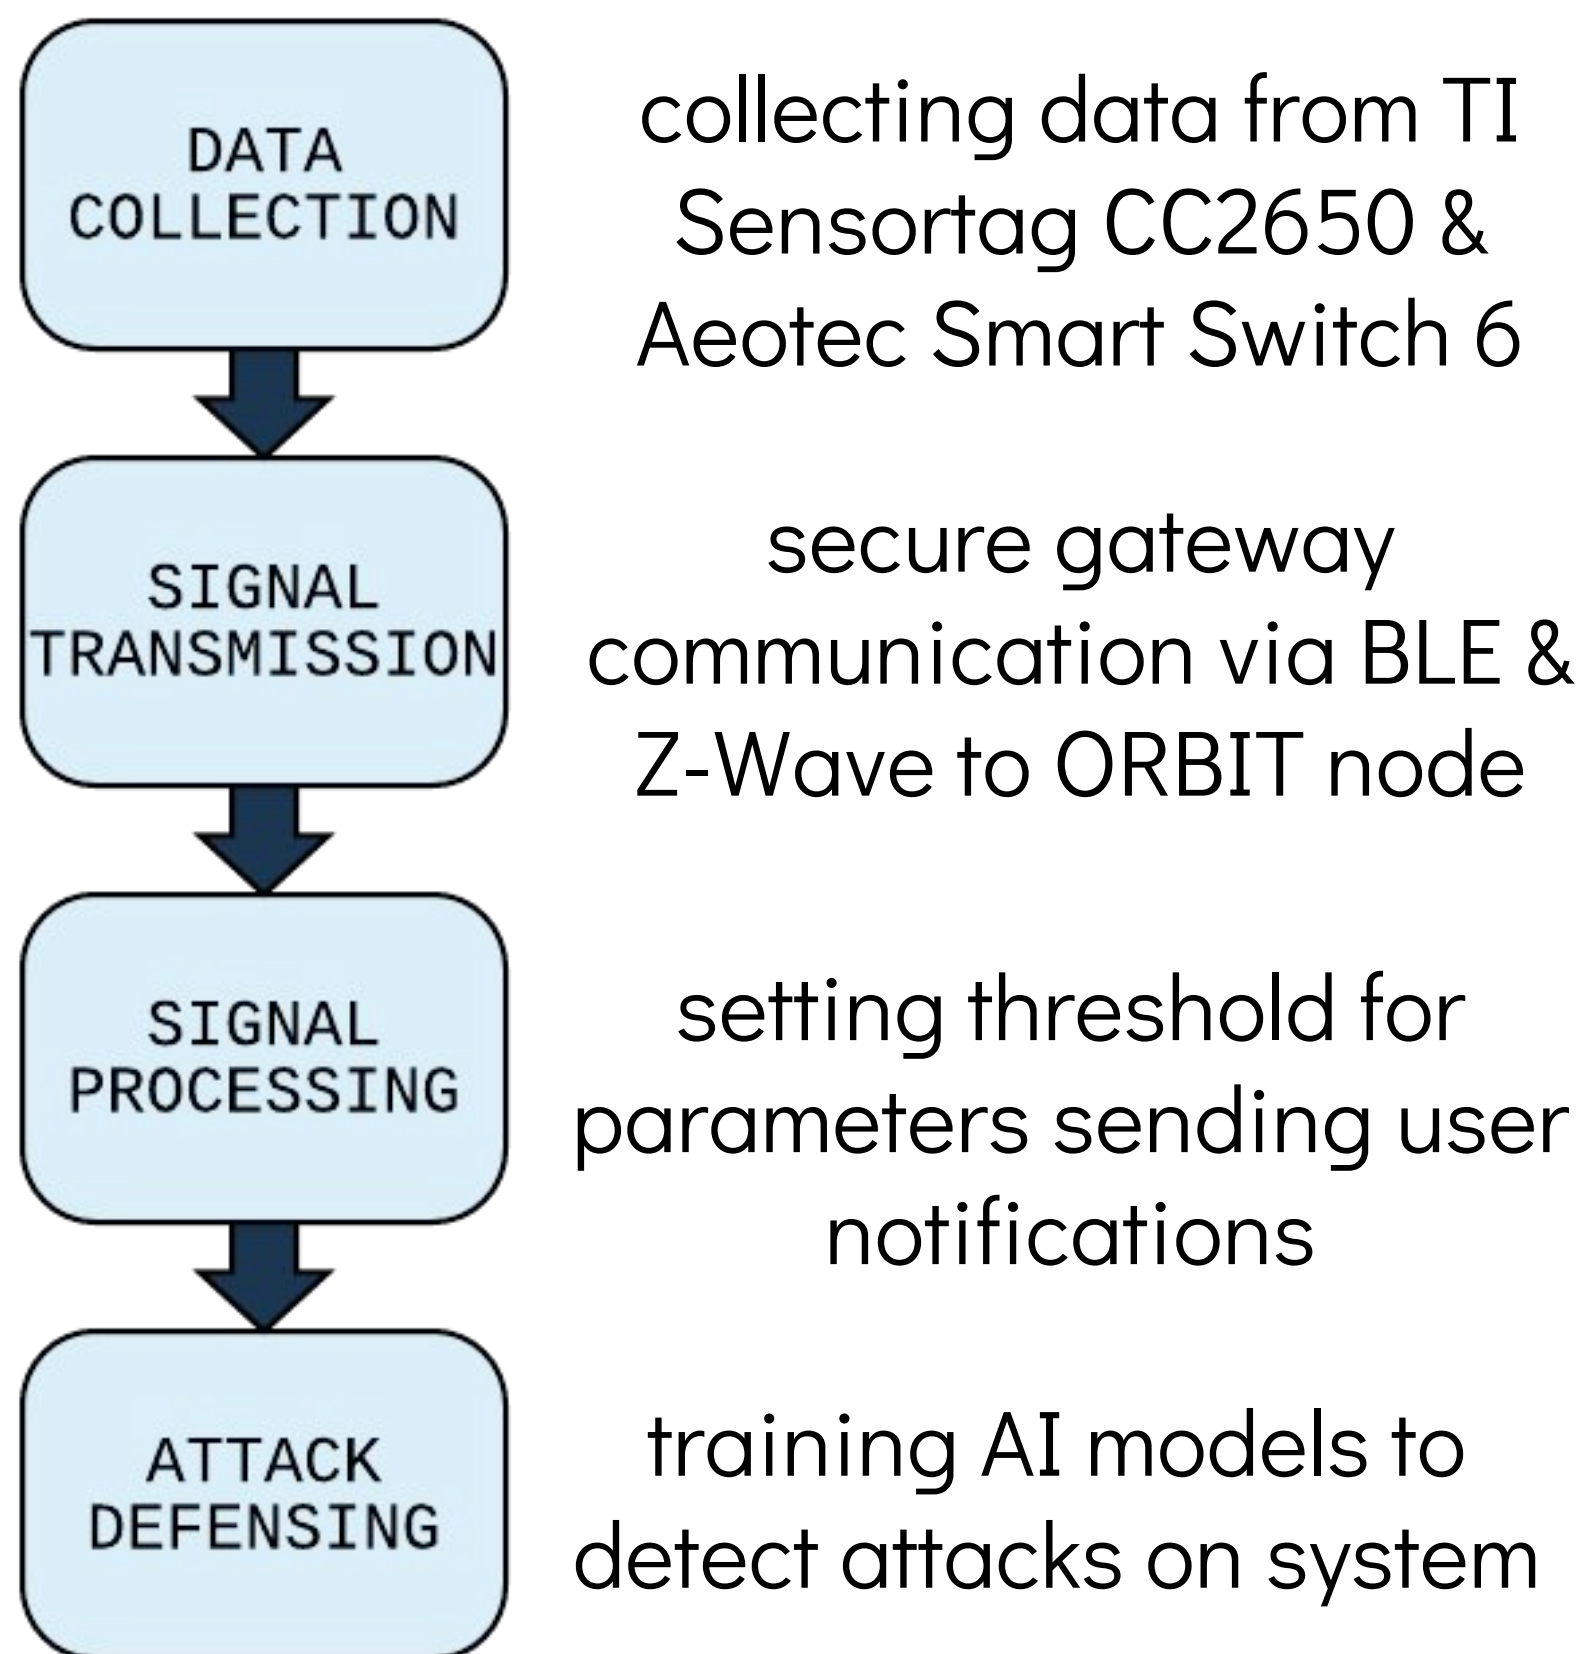 DATA
COLLECTION
collecting data from TI
Sensortag CC2650 &
Aeotec Smart Switch 6
SIGNAL
TRANSMISSION
secure gateway
communication via BLE &
Z-Wave to ORBIT node
SIGNAL
PROCESSING
setting threshold for
parameters sending user
notifications
ATTACK
DEFENSING
training AI models to
detect attacks on system